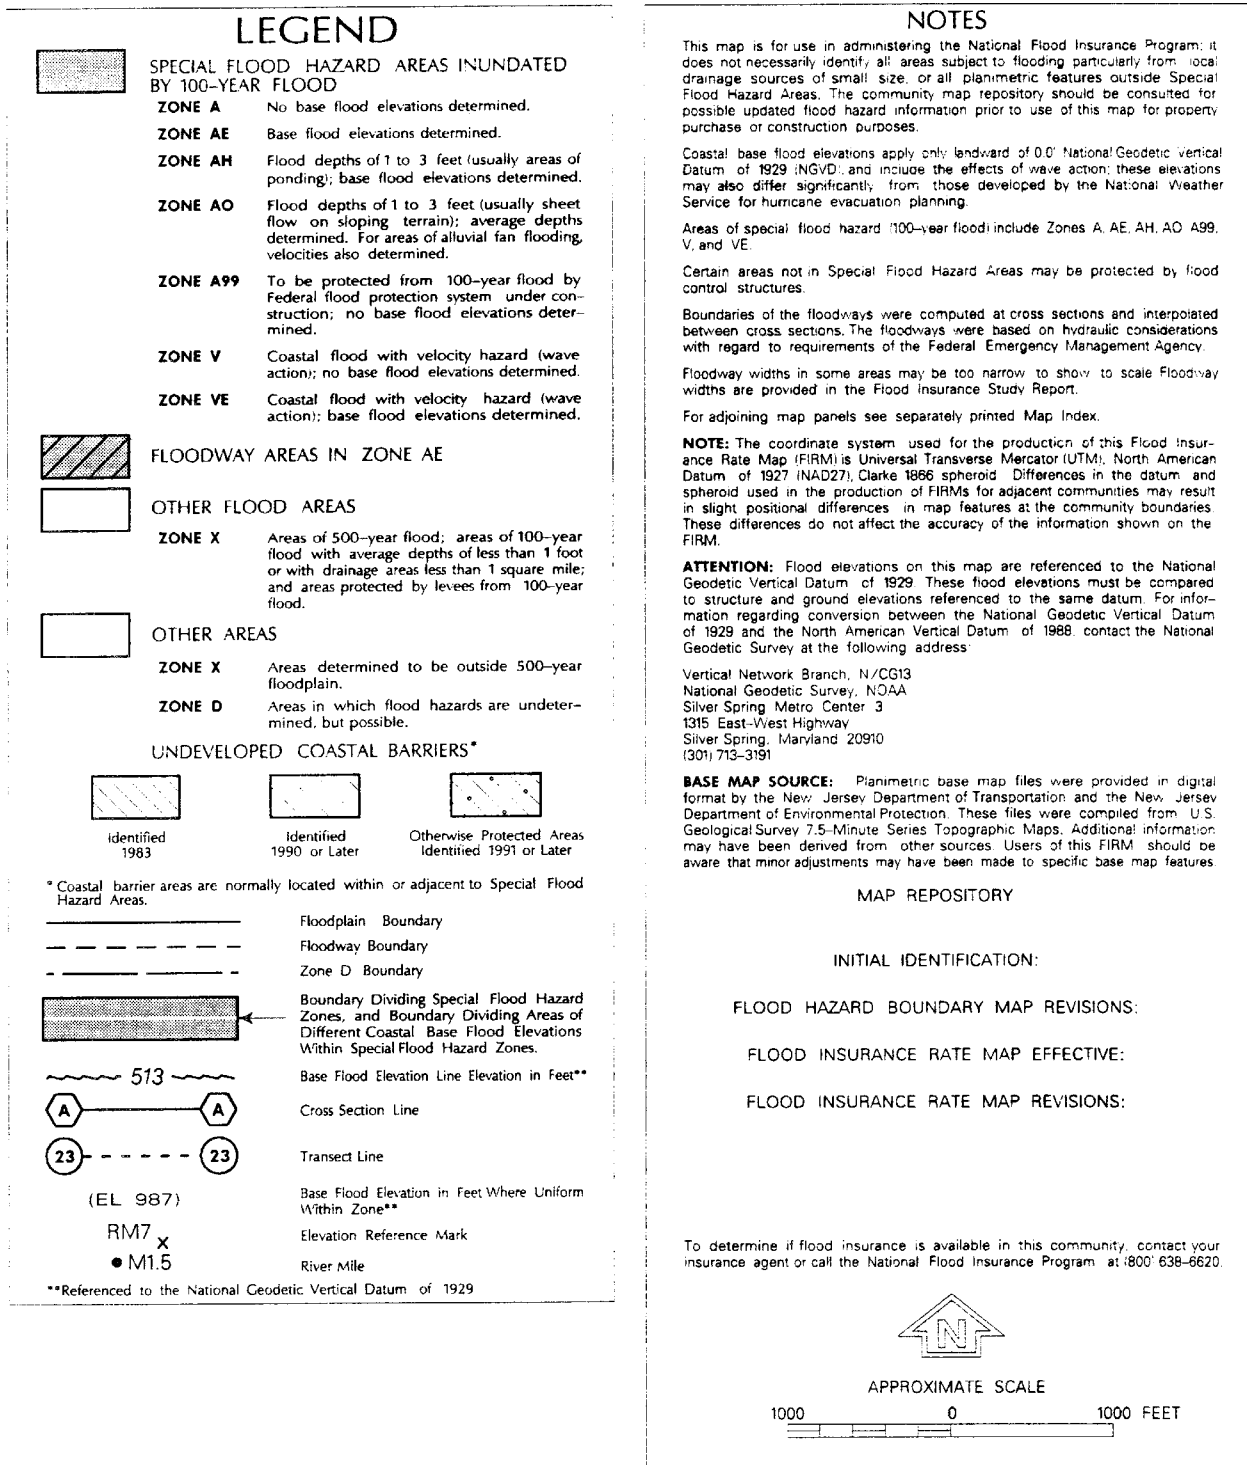 LEGEND
SPECIAL FLOOD HAZARD AREAS INUNDATED
BY 100-YEAR FLOOD
ZONE A No base flood elevations determined.
ZONE AE Base flood elevations determined.
ZONE AH Flood depths of 1 to 3 feet (usually areas of
ponding); base flood elevations determined.
ZONE AO Flood depths of 1 to 3 feet (usually sheet
flow on sloping terrain); average depths
determined. For areas of alluvial fan flooding,
velocities also determined.
ZONE A99 To be protected from 100-year flood by
Federal flood protection system under con-
struction; no base flood elevations deter-
mined.
ZONE V Coastal flood with velocity hazard (wave
action); no base flood elevations determined.
ZONE VE Coastal flood with velocity hazard (wave
action); base flood elevations determined.
FLOODWAY AREAS IN ZONE AE
OTHER FLOOD AREAS
ZONE X Areas of 500-year flood; areas of 100-year
flood with average depths of less than 1 foot
or with drainage areas less than 1 square mile;
and areas protected by levees from 100-year
flood.
OTHER AREAS
ZONE X Areas determined to be outside 500-year
floodplain.
ZONE D Areas in which flood hazards are undeter-
mined, but possible.
UNDEVELOPED COASTAL BARRIERS*
Identified
1983
Identified
1990 or Later
Otherwise Protected Areas
Identified 1991 or Later
* Coastal barrier areas are normally located within or adjacent to Special Flood
Hazard Areas.
Floodplain Boundary
Floodway Boundary
Zone D Boundary
Boundary Dividing Special Flood Hazard
Zones, and Boundary Dividing Areas of
Different Coastal Base Flood Elevations
Within Special Flood Hazard Zones.
513 Base Flood Elevation Line Elevation in Feet**
A A Cross Section Line
23 23 Transect Line
(EL 987) Base Flood Elevation in Feet Where Uniform
Within Zone**
RM7 X Elevation Reference Mark
• M1.5 River Mile
**Referenced to the National Geodetic Vertical Datum of 1929
NOTES
This map is for use in administering the National Flood Insurance Program; it
does not necessarily identify all areas subject to flooding particularly from local
drainage sources of small size, or all planimetric features outside Special
Flood Hazard Areas. The community map repository should be consulted for
possible updated flood hazard information prior to use of this map for property
purchase or construction purposes.
Coastal base flood elevations apply only landward of 0.0' National Geodetic Vertical
Datum of 1929 (NGVD), and include the effects of wave action; these elevations
may also differ significantly from those developed by the National Weather
Service for hurricane evacuation planning.
Areas of special flood hazard (100-year flood) include Zones A, AE, AH, AO A99,
V, and VE.
Certain areas not in Special Flood Hazard Areas may be protected by flood
control structures.
Boundaries of the floodways were computed at cross sections and interpolated
between cross sections. The floodways were based on hydraulic considerations
with regard to requirements of the Federal Emergency Management Agency.
Floodway widths in some areas may be too narrow to show to scale Floodway
widths are provided in the Flood Insurance Study Report.
For adjoining map panels see separately printed Map Index.
NOTE: The coordinate system used for the production of this Flood Insur-
ance Rate Map (FIRM) is Universal Transverse Mercator (UTM), North American
Datum of 1927 (NAD27), Clarke 1866 spheroid Differences in the datum and
spheroid used in the production of FIRMs for adjacent communities may result
in slight positional differences in map features at the community boundaries.
These differences do not affect the accuracy of the information shown on the
FIRM.
ATTENTION: Flood elevations on this map are referenced to the National
Geodetic Vertical Datum of 1929. These flood elevations must be compared
to structure and ground elevations referenced to the same datum. For infor-
mation regarding conversion between the National Geodetic Vertical Datum
of 1929 and the North American Vertical Datum of 1988, contact the National
Geodetic Survey at the following address:
Vertical Network Branch, N/CG13
National Geodetic Survey, NOAA
Silver Spring Metro Center 3
1315 East-West Highway
Silver Spring, Maryland 20910
(301) 713-3191
BASE MAP SOURCE: Planimetric base map files were provided in digital
format by the New Jersey Department of Transportation and the New Jersey
Department of Environmental Protection. These files were compiled from U.S.
Geological Survey 7.5-Minute Series Topographic Maps. Additional information
may have been derived from other sources. Users of this FIRM should be
aware that minor adjustments may have been made to specific base map features.
MAP REPOSITORY
INITIAL IDENTIFICATION:
FLOOD HAZARD BOUNDARY MAP REVISIONS:
FLOOD INSURANCE RATE MAP EFFECTIVE:
FLOOD INSURANCE RATE MAP REVISIONS:
To determine if flood insurance is available in this community, contact your
insurance agent or call the National Flood Insurance Program at (800) 638-6620.
N
APPROXIMATE SCALE
1000 0 1000 FEET